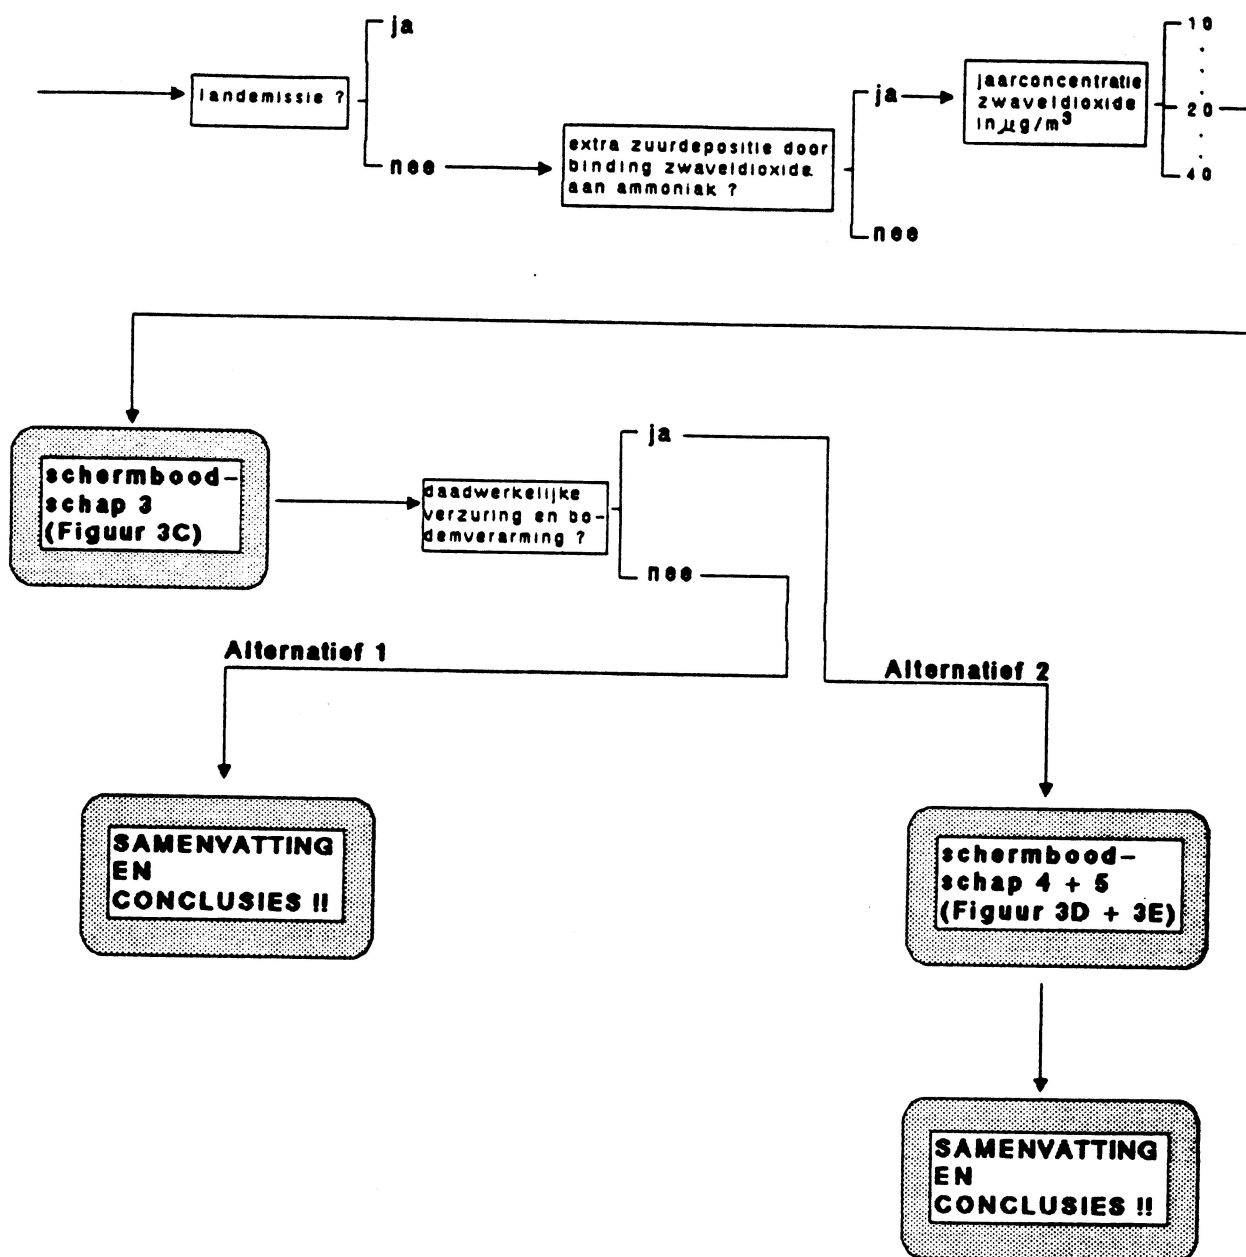 ja
landemissie ?
nee
extra zuurdepositie door
binding zwaveldioxide
aan ammoniak ?
ja
nee
jaarconcentratie
zwaveldioxide
in µg/m³
10
20
40
schermbood-
schap 3
(Figuur 3C)
daadwerkelijke
verzuring en bo-
demverarming ?
ja
nee
Alternatief 1
Alternatief 2
SAMENVATTING
EN
CONCLUSIES !!
schermbood-
schap 4 + 5
(Figuur 3D + 3E)
SAMENVATTING
EN
CONCLUSIES !!